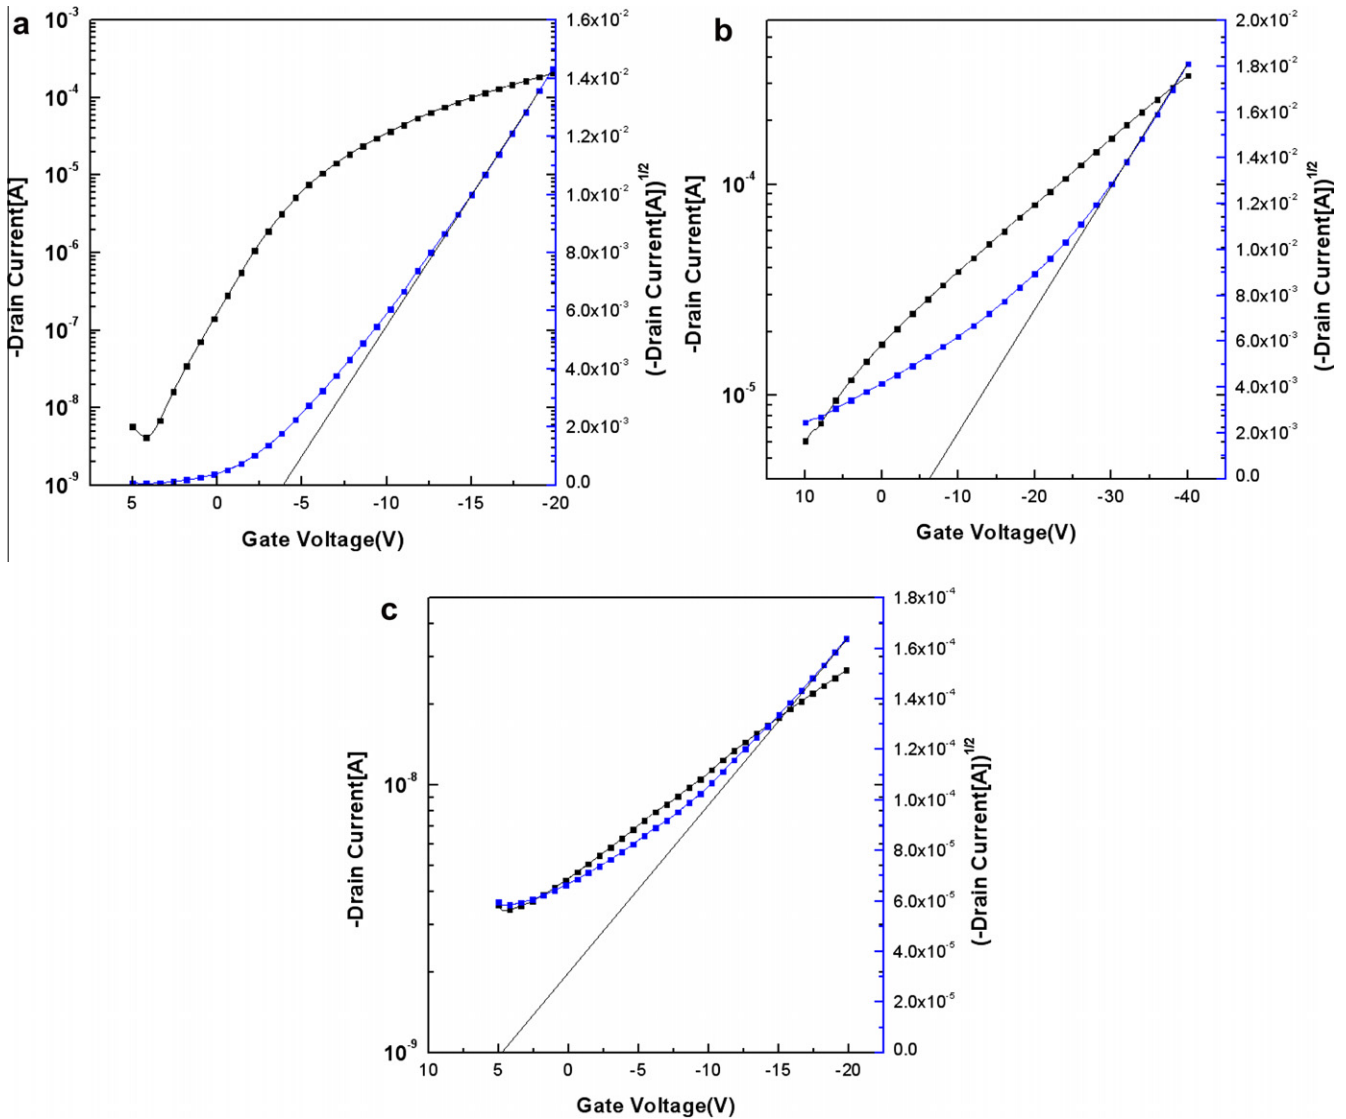 a
-Drain Current[A]
10⁻³
10⁻⁴
10⁻⁵
10⁻⁶
10⁻⁷
10⁻⁸
10⁻⁹
5 0 -5 -10 -15 -20
Gate Voltage(V)
1.6x10⁻²
1.4x10⁻²
1.2x10⁻²
1.0x10⁻²
8.0x10⁻³
6.0x10⁻³
4.0x10⁻³
2.0x10⁻³
0.0
(-Drain Current[A])¹ᐟ²
b
-Drain Current[A]
10⁻⁴
10⁻⁵
10 0 -10 -20 -30 -40
Gate Voltage(V)
2.0x10⁻²
1.8x10⁻²
1.6x10⁻²
1.4x10⁻²
1.2x10⁻²
1.0x10⁻²
8.0x10⁻³
6.0x10⁻³
4.0x10⁻³
2.0x10⁻³
0.0
(-Drain Current[A])¹ᐟ²
c
-Drain Current[A]
10⁻⁸
10⁻⁹
10 5 0 -5 -10 -15 -20
Gate Voltage(V)
1.8x10⁻⁴
1.6x10⁻⁴
1.4x10⁻⁴
1.2x10⁻⁴
1.0x10⁻⁴
8.0x10⁻⁵
6.0x10⁻⁵
4.0x10⁻⁵
2.0x10⁻⁵
0.0
(-Drain Current[A])¹ᐟ²